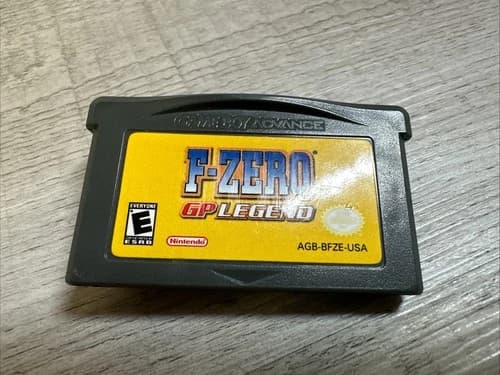 GAME BOY ADVANCE
F-ZERO
GP LEGEND
EVERYONE
E
ESRB
Nintendo
AGB-BFZE-USA